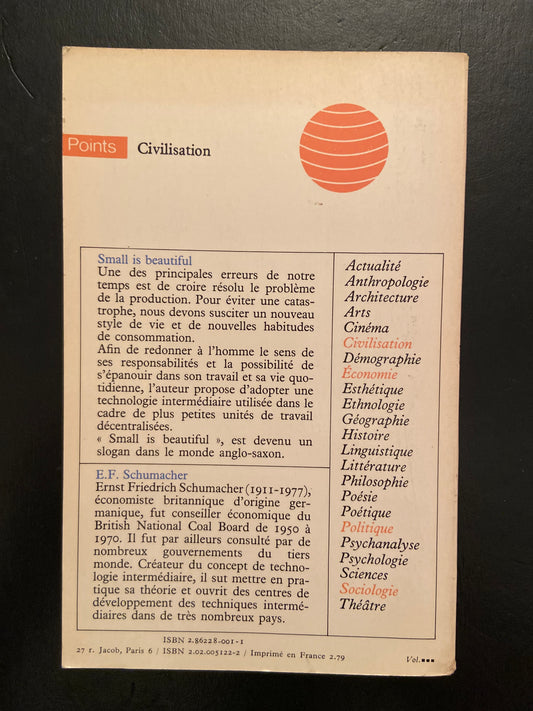 Points Civilisation
Small is beautiful
Une des principales erreurs de notre
temps est de croire résolu le problème
de la production. Pour éviter une catas-
trophe, nous devons susciter un nouveau
style de vie et de nouvelles habitudes
de consommation.
Afin de redonner à l'homme le sens de
ses responsabilités et la possibilité de
s'épanouir dans son travail et sa vie quo-
tidienne, l'auteur propose d'adopter une
technologie intermédiaire utilisée dans le
cadre de plus petites unités de travail
décentralisées.
« Small is beautiful », est devenu un
slogan dans le monde anglo-saxon.
E.F. Schumacher
Ernst Friedrich Schumacher (1911-1977),
économiste britannique d'origine ger-
manique, fut conseiller économique du
British National Coal Board de 1950 à
1970. Il fut par ailleurs consulté par de
nombreux gouvernements du tiers
monde. Créateur du concept de techno-
logie intermédiaire, il sut mettre en pra-
tique sa théorie et ouvrit des centres de
développement des techniques intermé-
diaires dans de très nombreux pays.
Actualité
Anthropologie
Architecture
Arts
Cinéma
Civilisation
Démographie
Économie
Esthétique
Ethnologie
Géographie
Histoire
Linguistique
Littérature
Philosophie
Poésie
Poétique
Politique
Psychanalyse
Psychologie
Sciences
Sociologie
Théâtre
ISBN 2.86228-001-1
27 r. Jacob, Paris 6 / ISBN 2.02.005122-2 / Imprimé en France 2.79
Vol.▪▪▪